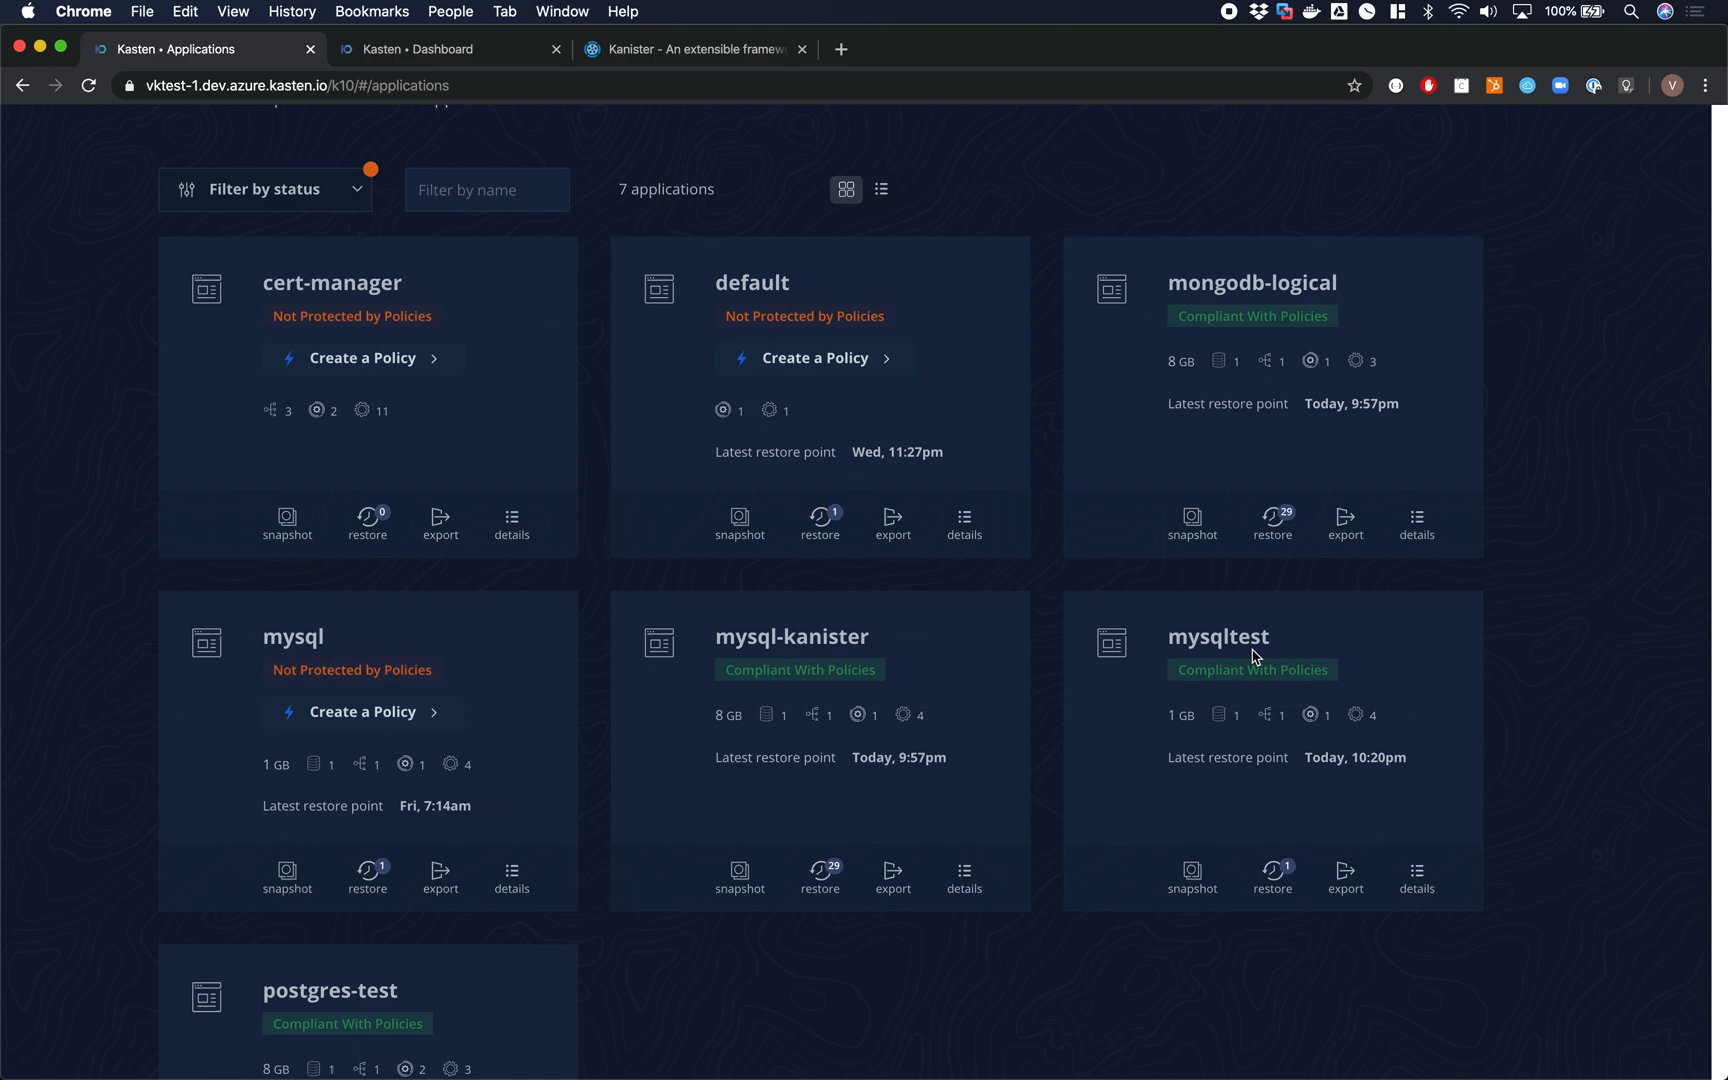 Chrome File Edit View History Bookmarks People Tab Window Help 100%
Kasten • Applications Kasten • Dashboard Kanister - An extensible framew
vktest-1.dev.azure.kasten.io/k10/#/applications V
Filter by status Filter by name 7 applications
cert-manager
Not Protected by Policies
Create a Policy
3 2 11
0
snapshot restore export details
default
Not Protected by Policies
Create a Policy
1 1
Latest restore point Wed, 11:27pm
1
snapshot restore export details
mongodb-logical
Compliant With Policies
8 GB 1 1 1 3
Latest restore point Today, 9:57pm
29
snapshot restore export details
mysql
Not Protected by Policies
Create a Policy
1 GB 1 1 1 4
Latest restore point Fri, 7:14am
1
snapshot restore export details
mysql-kanister
Compliant With Policies
8 GB 1 1 1 4
Latest restore point Today, 9:57pm
29
snapshot restore export details
mysqltest
Compliant With Policies
1 GB 1 1 1 4
Latest restore point Today, 10:20pm
1
snapshot restore export details
postgres-test
Compliant With Policies
8 GB 1 1 2 3